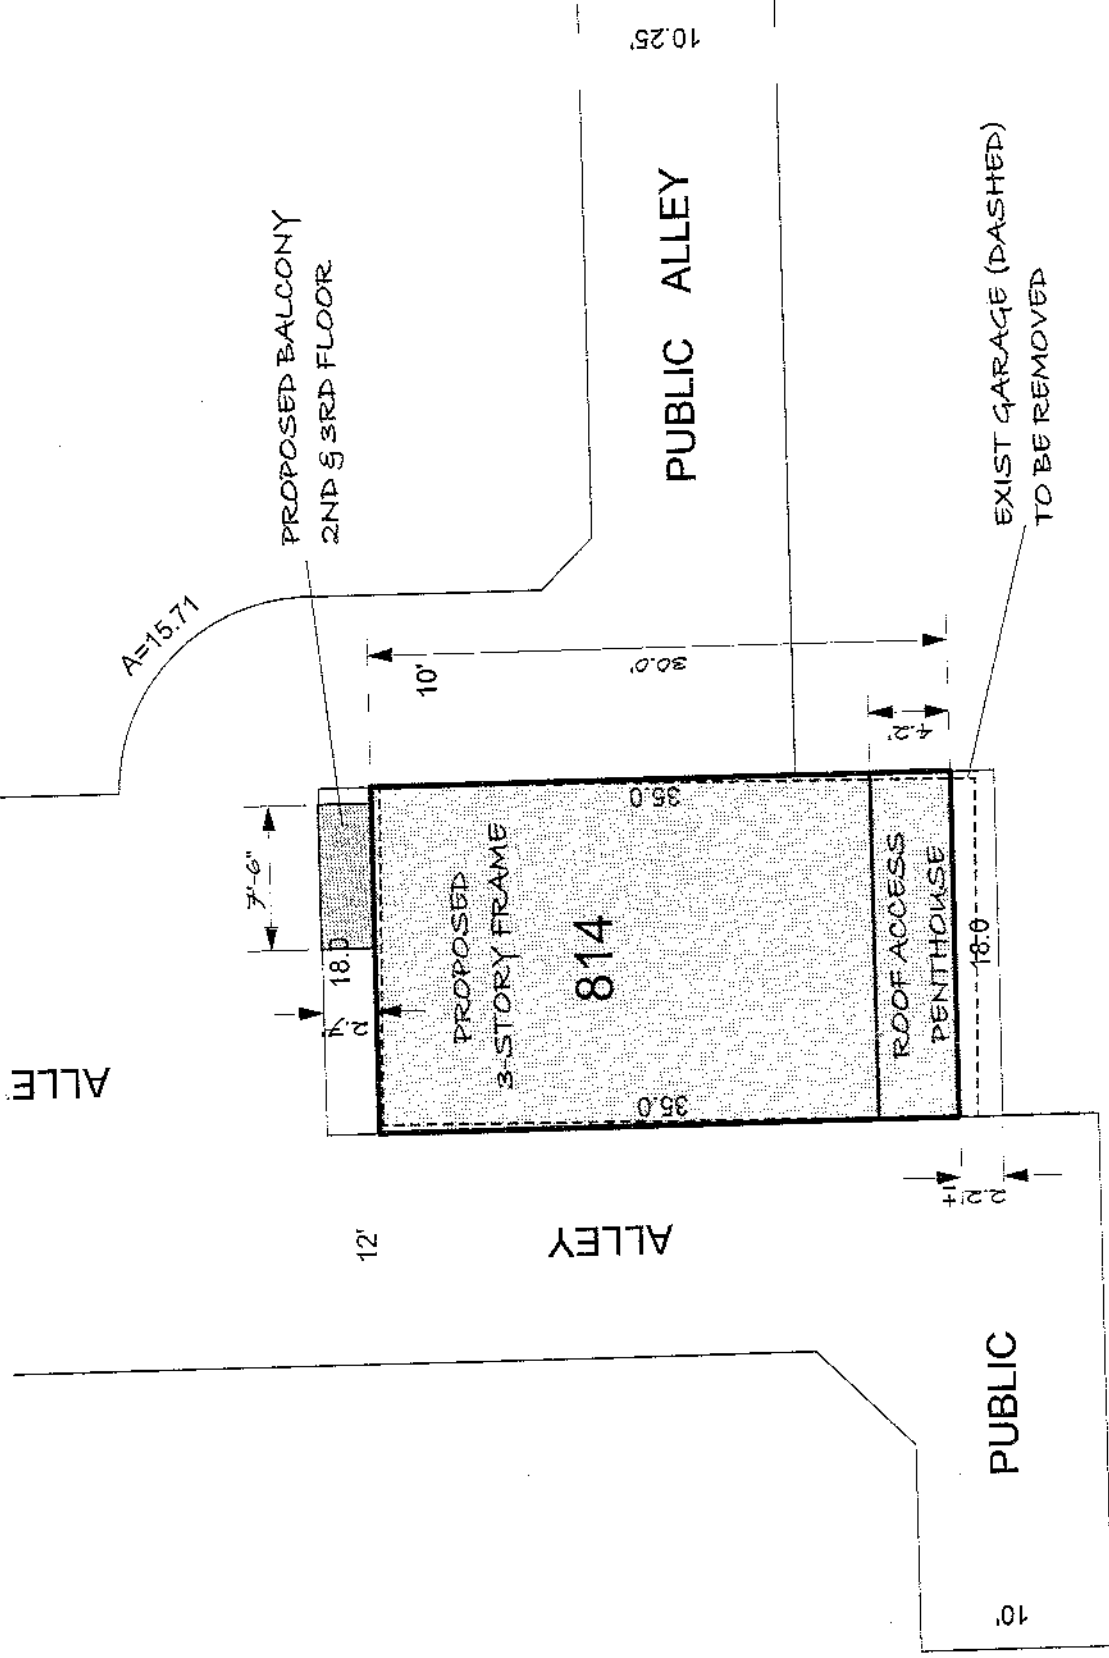 10.25'
PUBLIC ALLEY
PROPOSED BALCONY
2ND & 3RD FLOOR
EXIST GARAGE (DASHED)
TO BE REMOVED
A=15.71
10'
30.0'
4.2'
7'-6"
18.0
2.7'
35.0
PROPOSED
3-STORY FRAME
814
ROOF ACCESS
PENTHOUSE
18.0
35.0
2.2'±
ALLE
12'
ALLEY
PUBLIC
10'